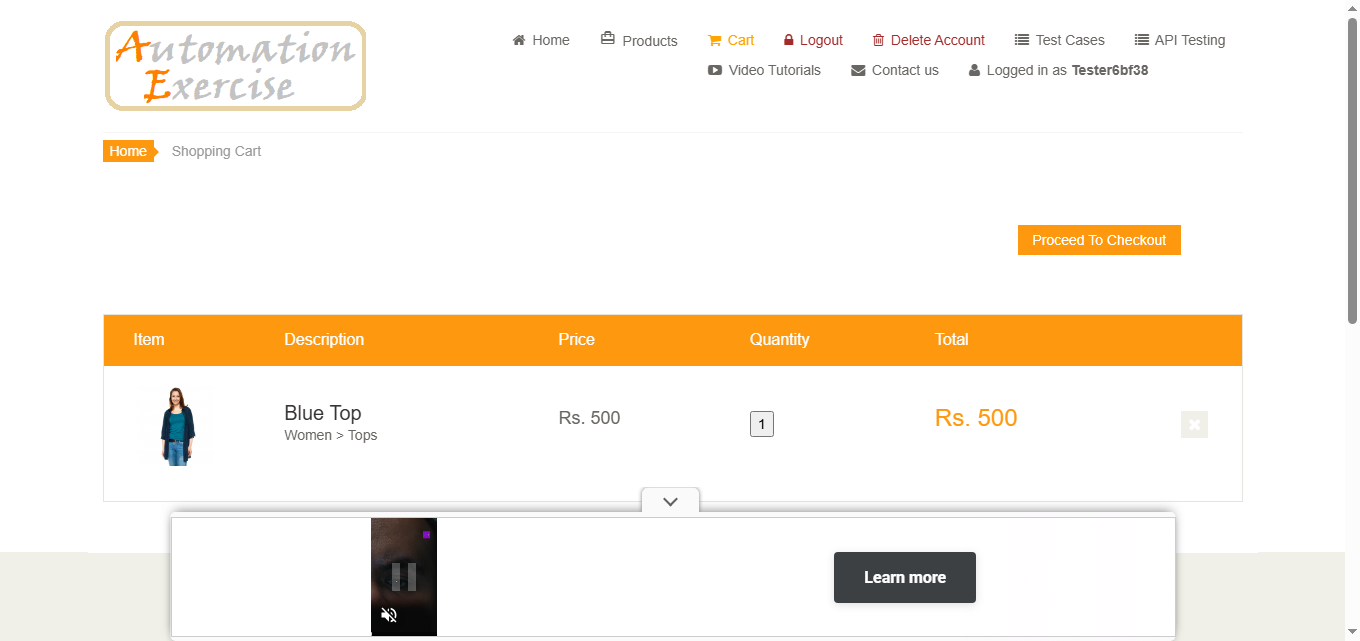 Automation
Exercise
Home Products Cart Logout Delete Account Test Cases API Testing
Video Tutorials Contact us Logged in as Tester6bf38
Home Shopping Cart
Proceed To Checkout
Item Description Price Quantity Total
Blue Top
Women > Tops
Rs. 500
1
Rs. 500
Learn more